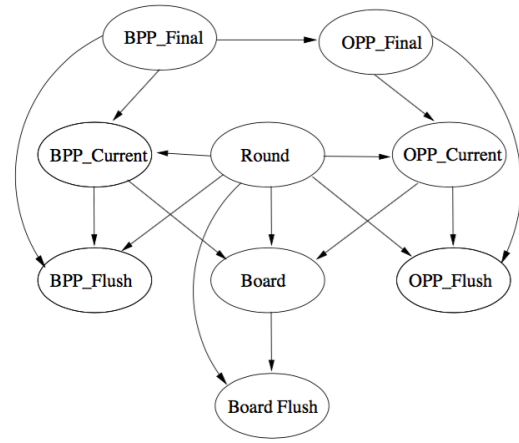 BPP_Final
OPP_Final
BPP_Current
Round
OPP_Current
BPP_Flush
Board
OPP_Flush
Board Flush